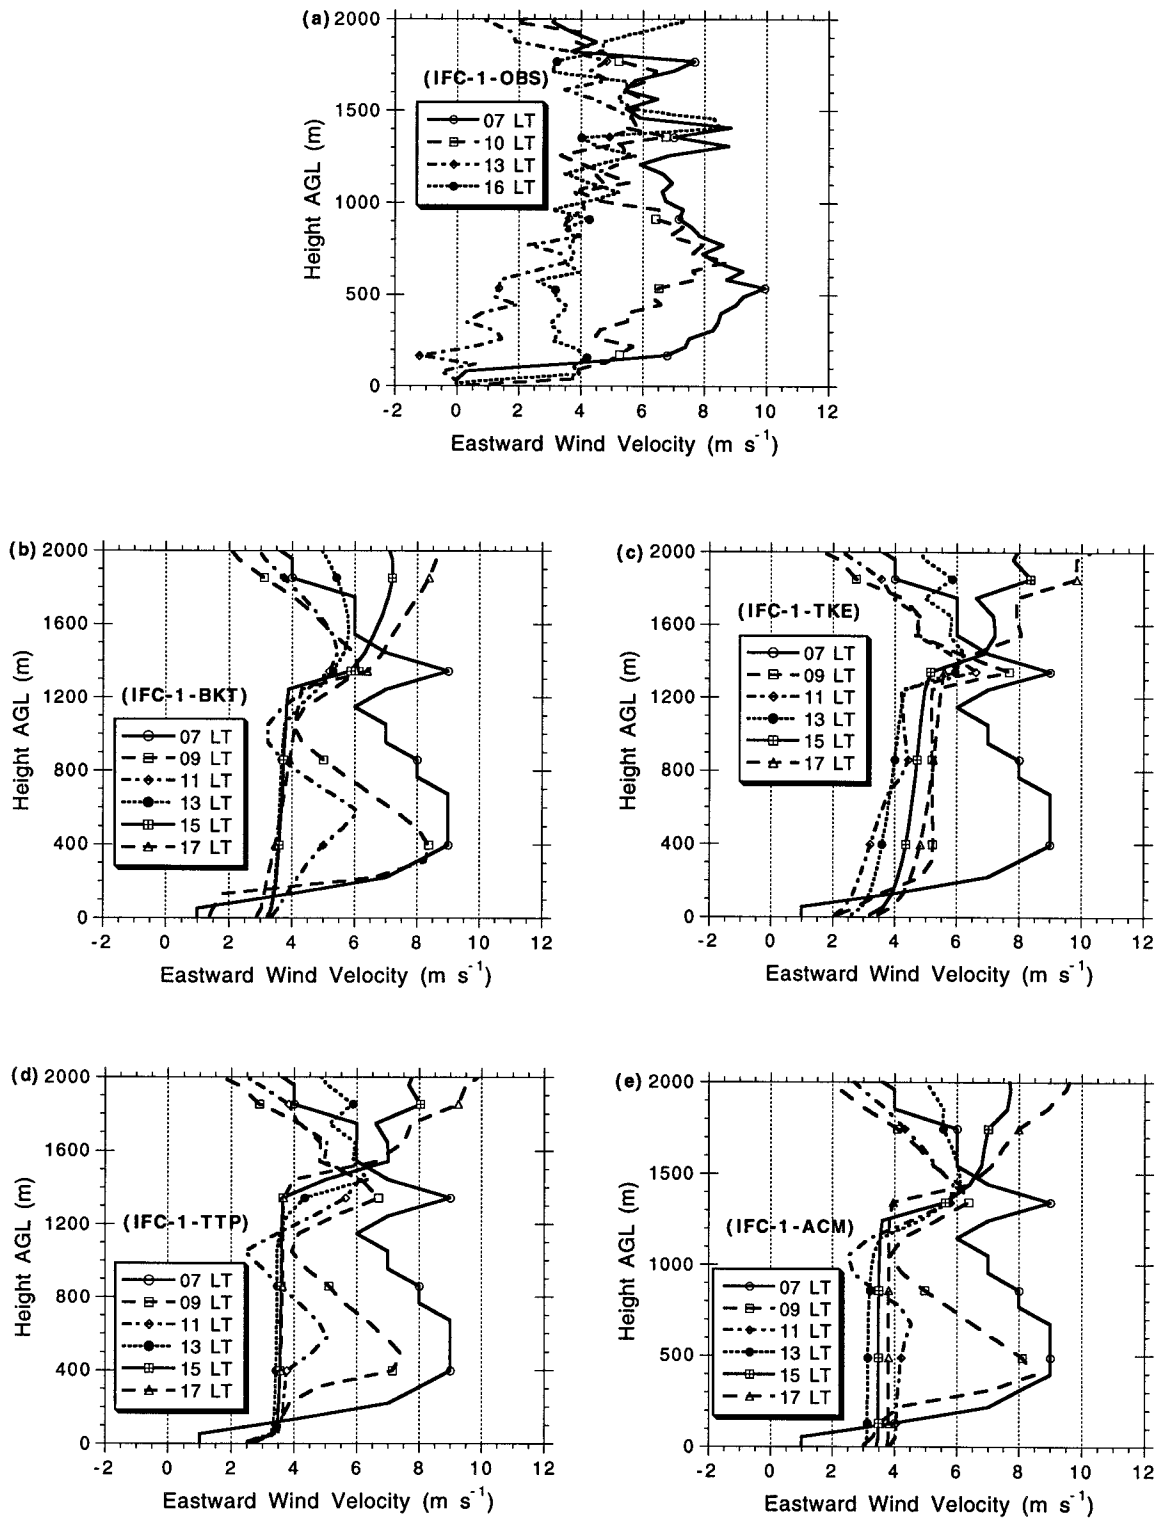 (a) 2000
1500
1000
500
0
Height AGL (m)
(IFC-1-OBS)
07 LT
10 LT
13 LT
16 LT
-2 0 2 4 6 8 10 12
Eastward Wind Velocity (m s-1)
(b) 2000
1600
1200
800
400
0
Height AGL (m)
(IFC-1-BKT)
07 LT
09 LT
11 LT
13 LT
15 LT
17 LT
-2 0 2 4 6 8 10 12
Eastward Wind Velocity (m s-1)
(c) 2000
1600
1200
800
400
0
Height AGL (m)
(IFC-1-TKE)
07 LT
09 LT
11 LT
13 LT
15 LT
17 LT
-2 0 2 4 6 8 10 12
Eastward Wind Velocity (m s-1)
(d) 2000
1600
1200
800
400
0
Height AGL (m)
(IFC-1-TTP)
07 LT
09 LT
11 LT
13 LT
15 LT
17 LT
-2 0 2 4 6 8 10 12
Eastward Wind Velocity (m s-1)
(e) 2000
1500
1000
500
0
Height AGL (m)
(IFC-1-ACM)
07 LT
09 LT
11 LT
13 LT
15 LT
17 LT
-2 0 2 4 6 8 10 12
Eastward Wind Velocity (m s-1)